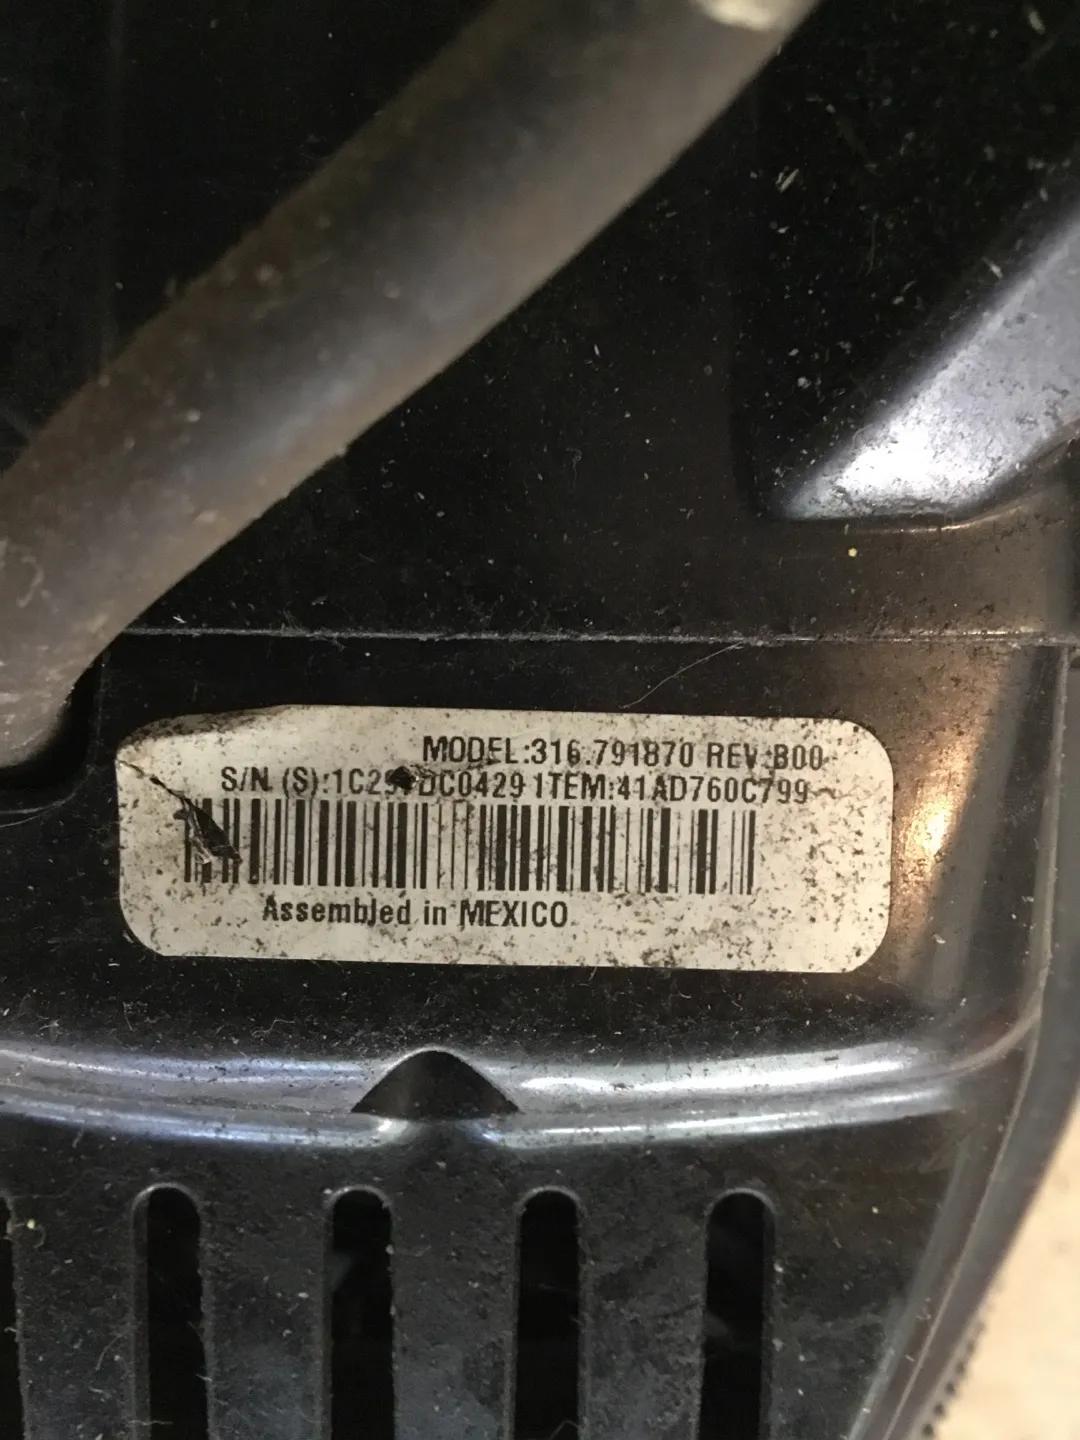 MODEL:316.791870 REV:B00
S/N (S): ITEM:41AD760C799
Assembled in MEXICO